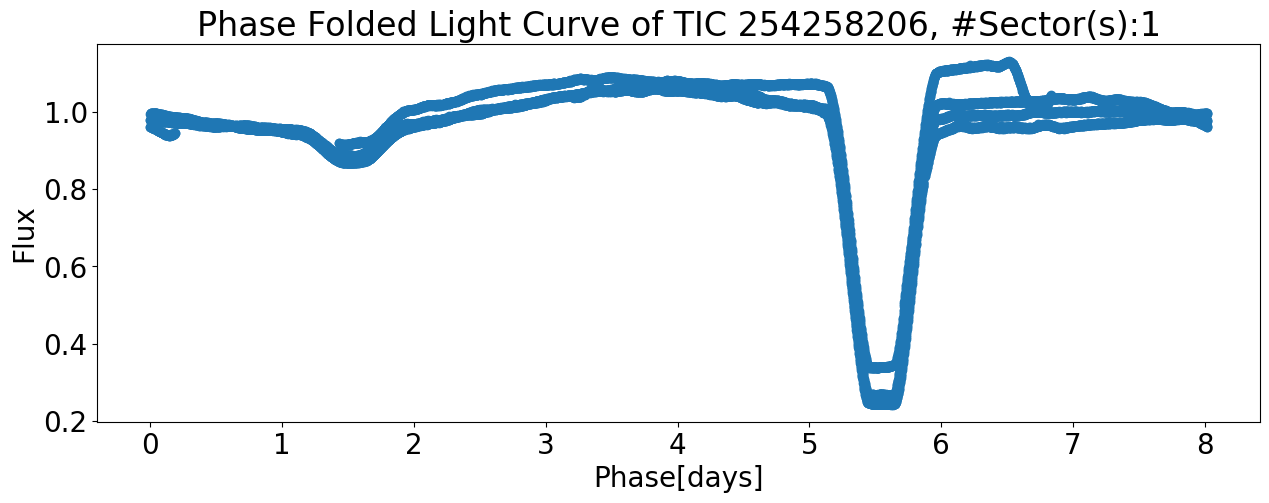 Phase Folded Light Curve of TIC 254258206, #Sector(s):1
Flux
1.0
0.8
0.6
0.4
0.2
0 1 2 3 4 5 6 7 8
Phase[days]